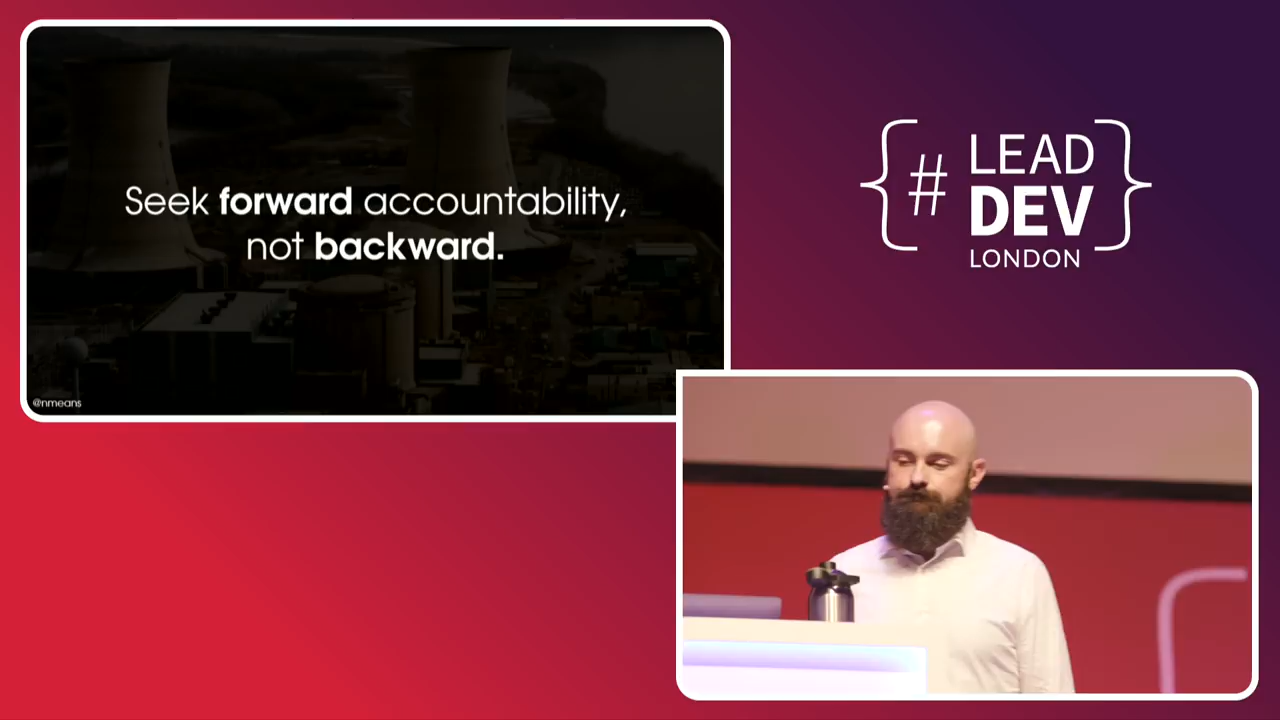 Seek forward accountability,
not backward.
@nmeans
{# LEAD
DEV}
LONDON